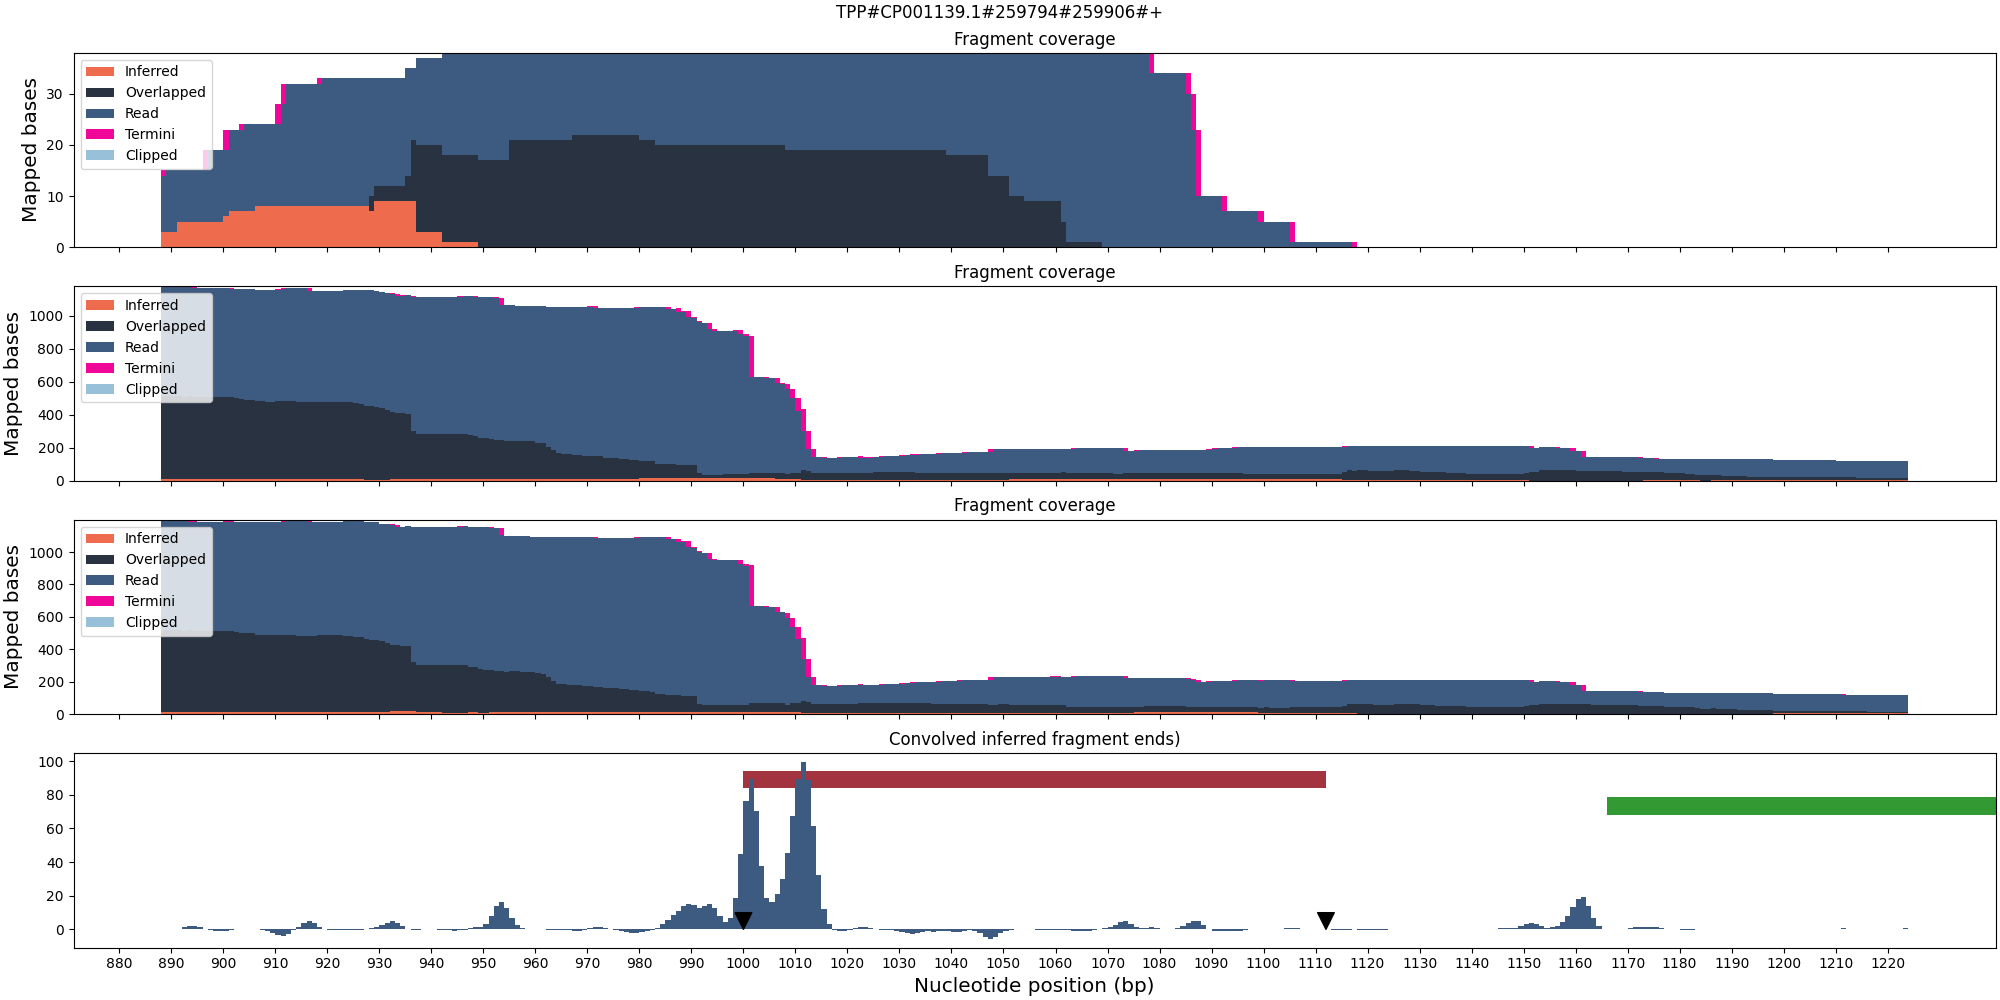 TPP#CP001139.1#259794#259906#+
Fragment coverage
Mapped bases
30
20
10
0
Inferred
Overlapped
Read
Termini
Clipped
Fragment coverage
Mapped bases
1000
800
600
400
200
0
Inferred
Overlapped
Read
Termini
Clipped
Fragment coverage
Mapped bases
1000
800
600
400
200
0
Inferred
Overlapped
Read
Termini
Clipped
Convolved inferred fragment ends)
100
80
60
40
20
0
880 890 900 910 920 930 940 950 960 970 980 990 1000 1010 1020 1030 1040 1050 1060 1070 1080 1090 1100 1110 1120 1130 1140 1150 1160 1170 1180 1190 1200 1210 1220
Nucleotide position (bp)